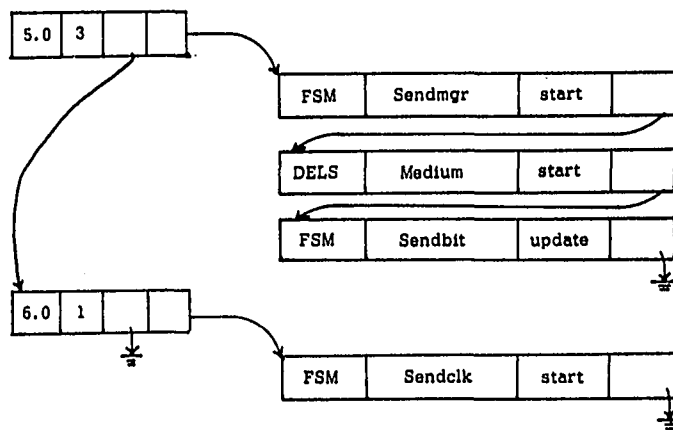 5.0 3
FSM Sendmgr start
DELS Medium start
FSM Sendbit update
6.0 1
FSM Sendclk start